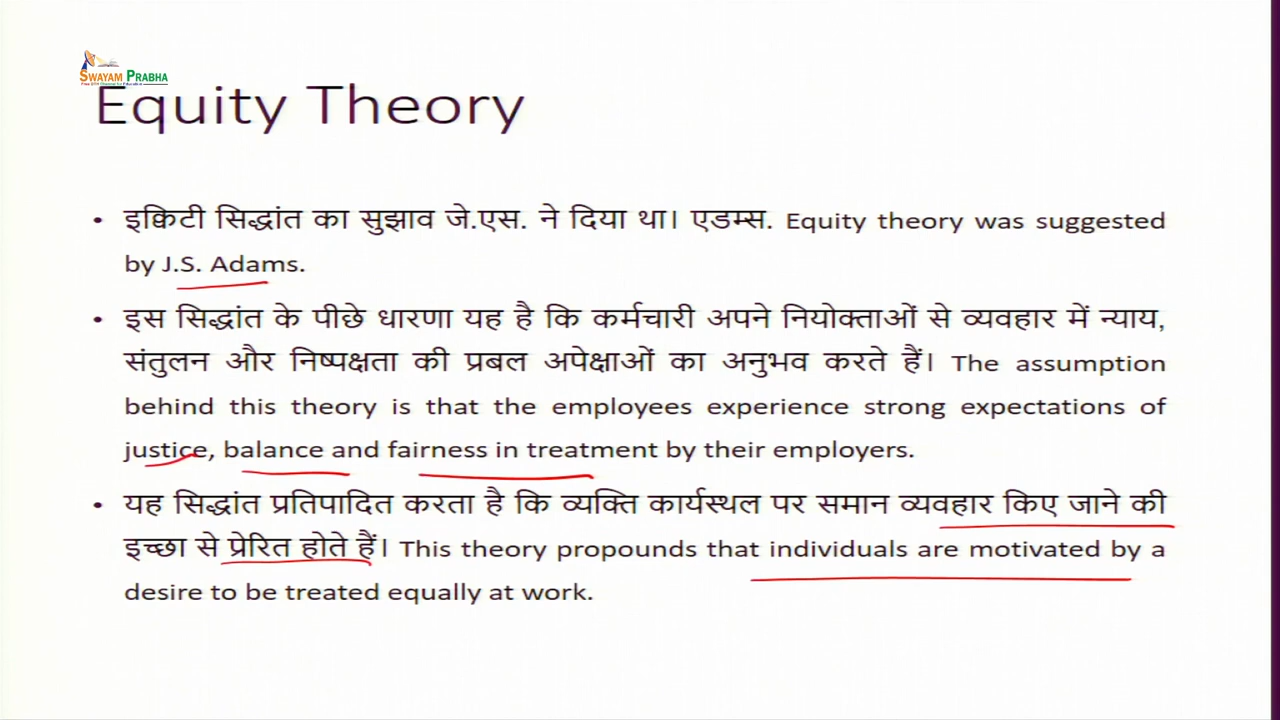 SWAYAM PRABHA
Equity Theory
• इक्विटी सिद्धांत का सुझाव जे.एस. ने दिया था। एडम्स. Equity theory was suggested
by J.S. Adams.
• इस सिद्धांत के पीछे धारणा यह है कि कर्मचारी अपने नियोक्ताओं से व्यवहार में न्याय,
संतुलन और निष्पक्षता की प्रबल अपेक्षाओं का अनुभव करते हैं। The assumption
behind this theory is that the employees experience strong expectations of
justice, balance and fairness in treatment by their employers.
• यह सिद्धांत प्रतिपादित करता है कि व्यक्ति कार्यस्थल पर समान व्यवहार किए जाने की
इच्छा से प्रेरित होते हैं। This theory propounds that individuals are motivated by a
desire to be treated equally at work.